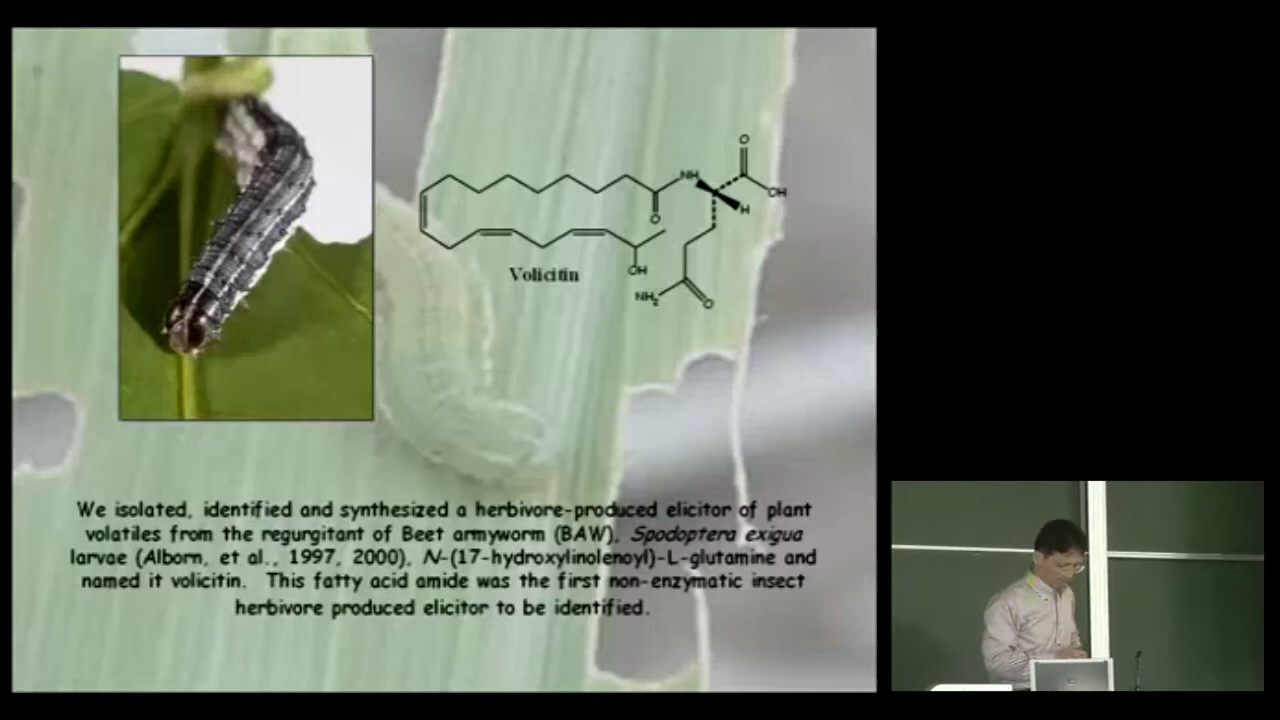 O
NH
OH
O
H
OH
Volicitin
NH2
O
We isolated, identified and synthesized a herbivore-produced elicitor of plant
volatiles from the regurgitant of Beet armyworm (BAW), Spodoptera exigua
larvae (Alborn, et al., 1997, 2000), N-(17-hydroxylinolenoyl)-L-glutamine and
named it volicitin. This fatty acid amide was the first non-enzymatic insect
herbivore produced elicitor to be identified.